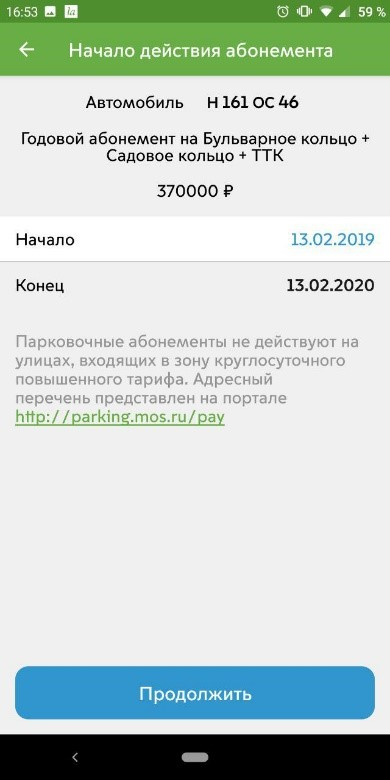 16:53
la
59 %
Начало действия абонемента
Автомобиль Н 161 ОС 46
Годовой абонемент на Бульварное кольцо +
Садовое кольцо + ТТК
370000 ₽
Начало 13.02.2019
Конец 13.02.2020
Парковочные абонементы не действуют на
улицах, входящих в зону круглосуточного
повышенного тарифа. Адресный
перечень представлен на портале
http://parking.mos.ru/pay
Продолжить